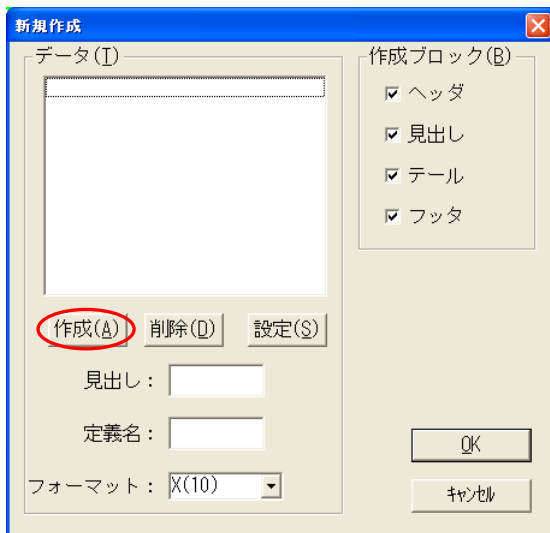 新規作成
データ(T)
作成(A) 削除(D) 設定(S)
見出し：
定義名：
フォーマット： X(10)
作成ブロック(B)
ヘッダ
見出し
テール
フッタ
OK
ｷｬﾝｾﾙ